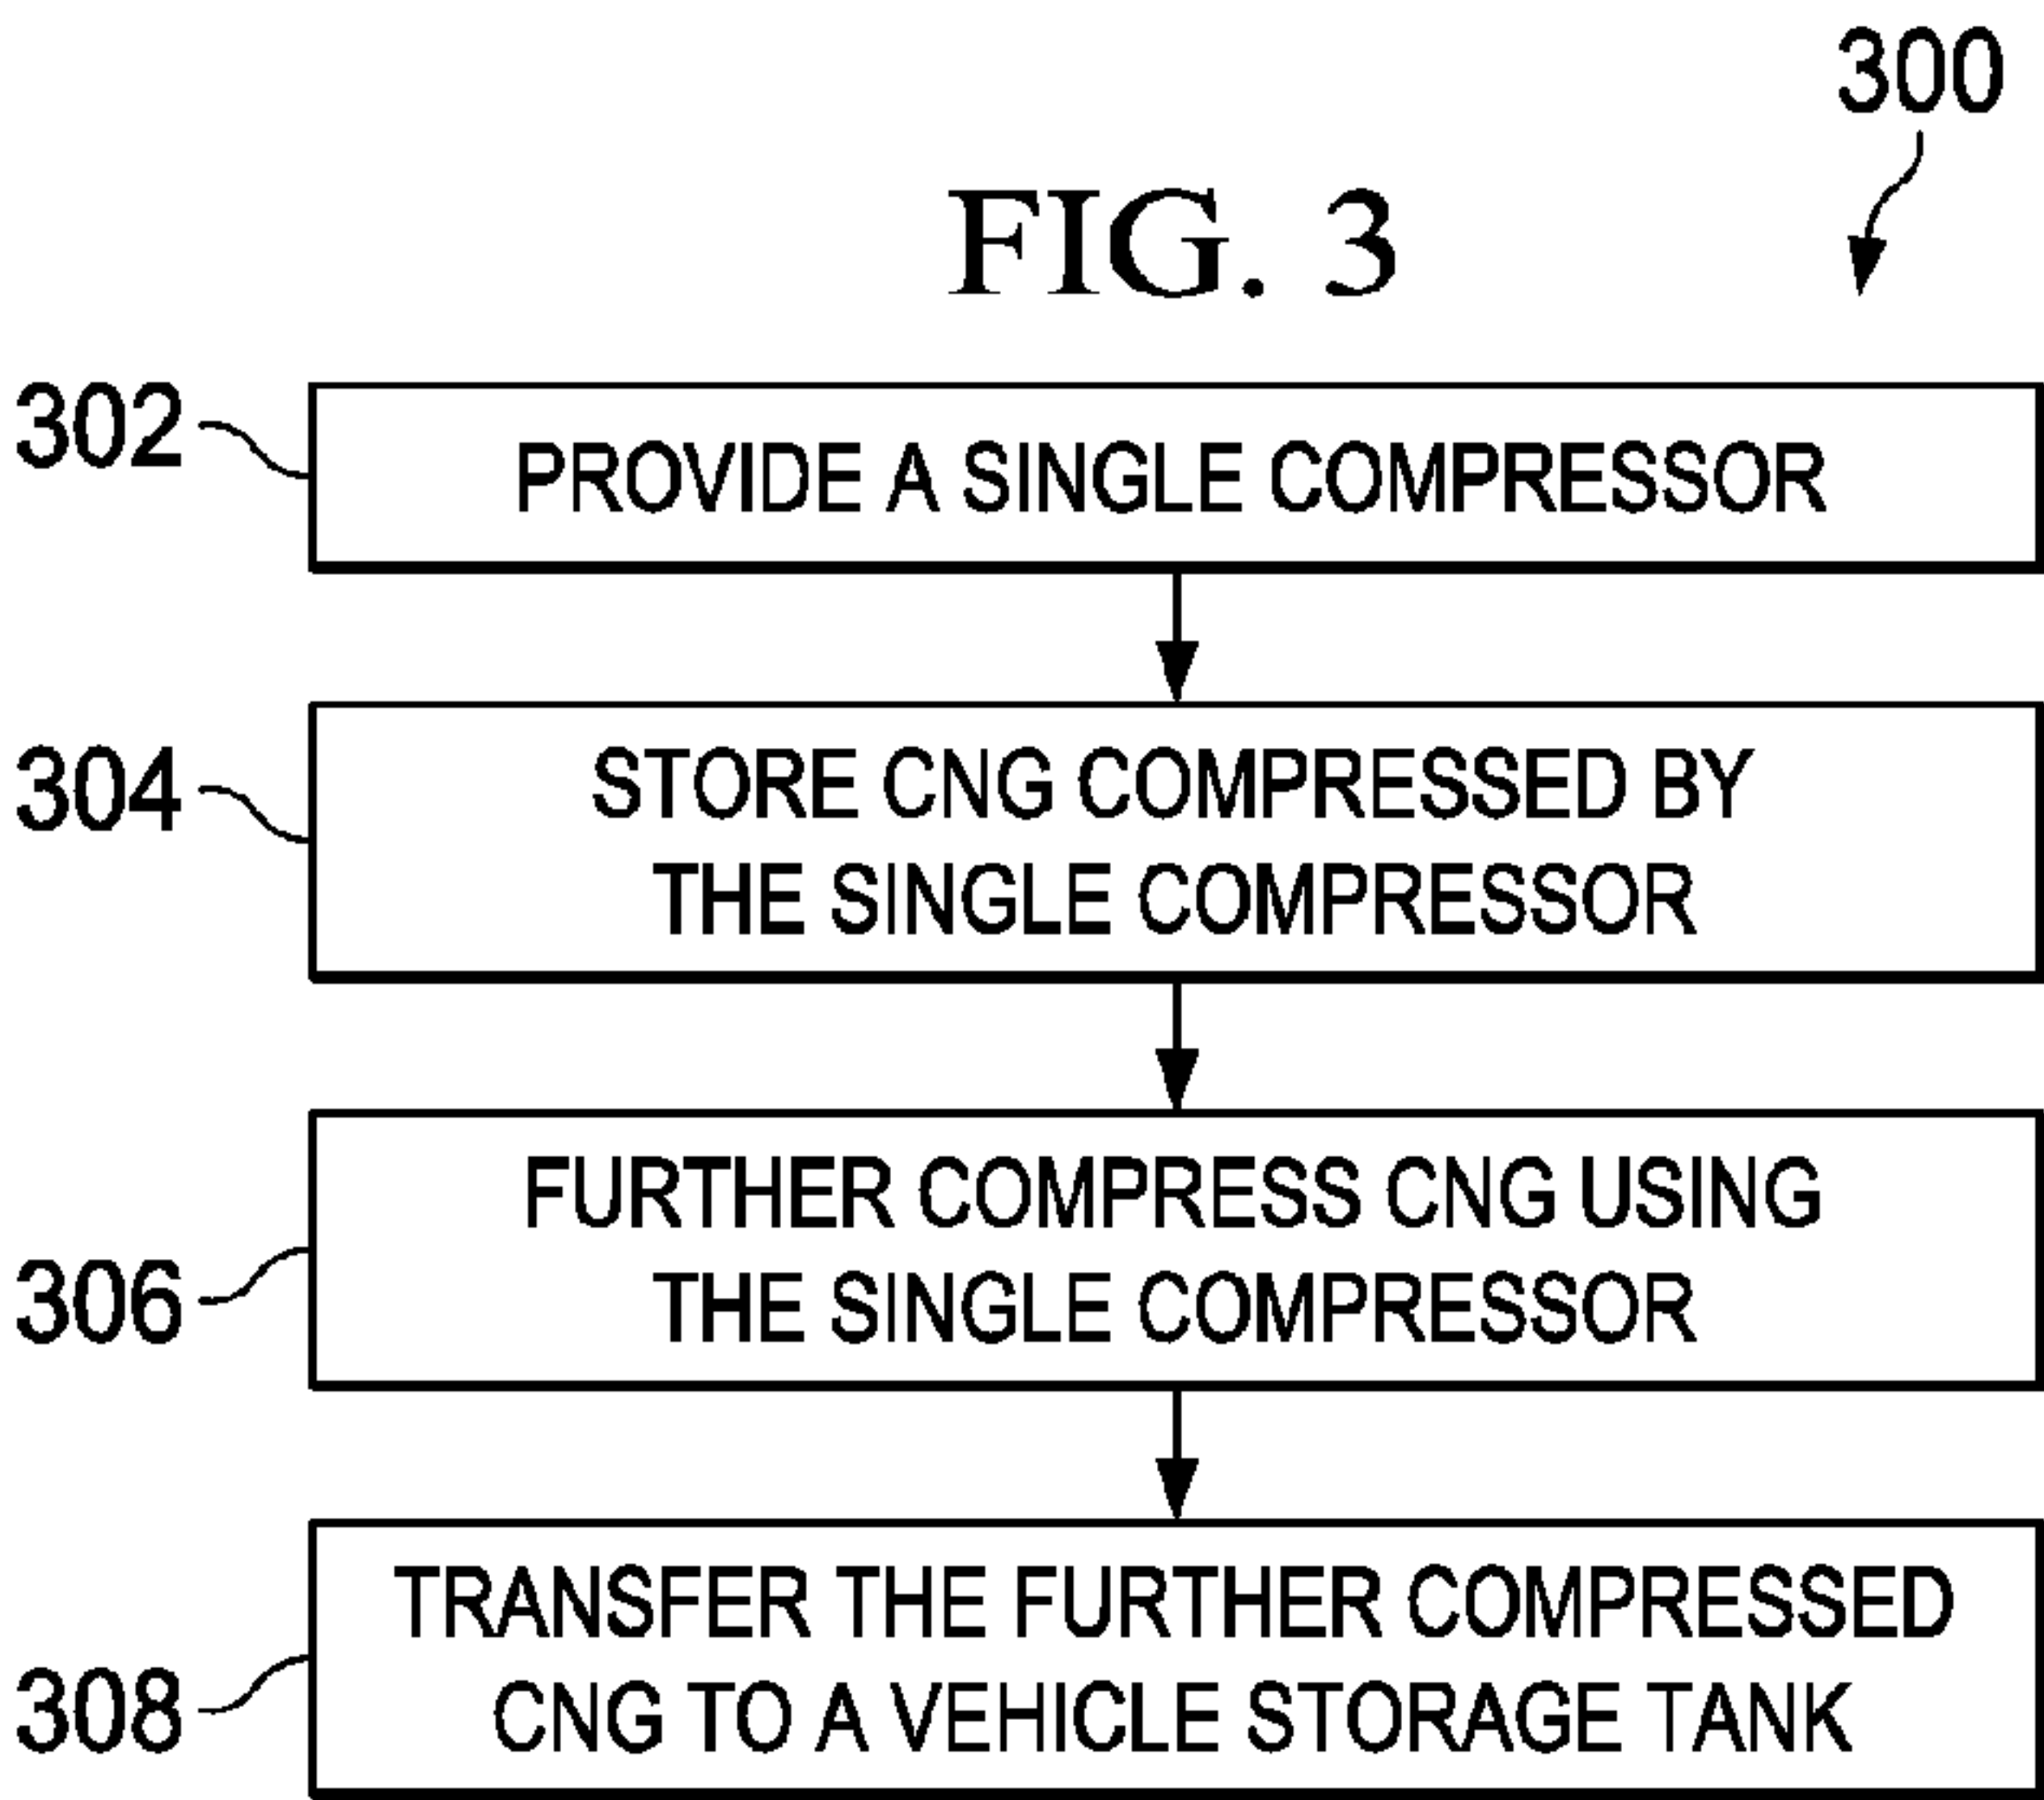 300
FIG. 3
302
PROVIDE A SINGLE COMPRESSOR
304
STORE CNG COMPRESSED BY
THE SINGLE COMPRESSOR
306
FURTHER COMPRESS CNG USING
THE SINGLE COMPRESSOR
308
TRANSFER THE FURTHER COMPRESSED
CNG TO A VEHICLE STORAGE TANK